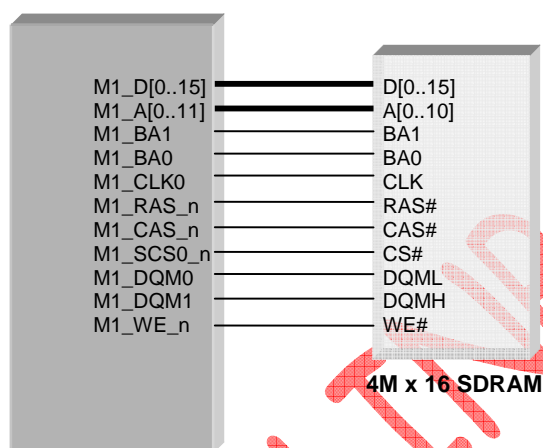 M1_D[0..15] D[0..15]
M1_A[0..11] A[0..10]
M1_BA1 BA1
M1_BA0 BA0
M1_CLK0 CLK
M1_RAS_n RAS#
M1_CAS_n CAS#
M1_SCS0_n CS#
M1_DQM0 DQML
M1_DQM1 DQMH
M1_WE_n WE#
4M x 16 SDRAM